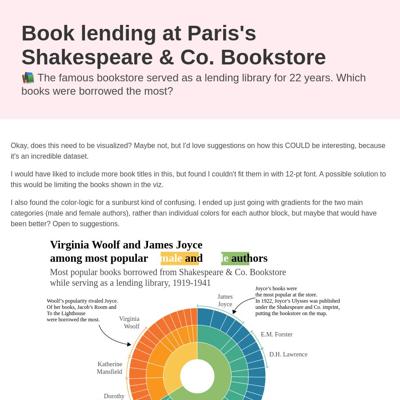 Book lending at Paris's
Shakespeare & Co. Bookstore
The famous bookstore served as a lending library for 22 years. Which
books were borrowed the most?
Okay, does this need to be visualized? Maybe not, but I'd love suggestions on how this COULD be interesting, because
it's an incredible dataset.
I would have liked to include more book titles in this, but found I couldn't fit them in with 12-pt font. A possible solution to
this would be limiting the books shown in the viz.
I also found the color-logic for a sunburst kind of confusing. I ended up just going with gradients for the two main
categories (male and female authors), rather than individual colors for each author block, but maybe that would have
been better? Open to suggestions.
Virginia Woolf and James Joyce
among most popular male and le authors
Most popular books borrowed from Shakespeare & Co. Bookstore
while serving as a lending library, 1919-1941
Woolf's popularity rivaled Joyce.
Of her books, Jacob's Room and
To the Lighthouse
were borrowed the most.
Virginia
Woolf
James
Joyce
Joyce's books were
the most popular at the store.
In 1922, Joyce's Ulysses was published
under the Shakespeare and Co. imprint,
putting the bookstore on the map.
E.M. Forster
D.H. Lawrence
Katherine
Mansfield
Dorothy